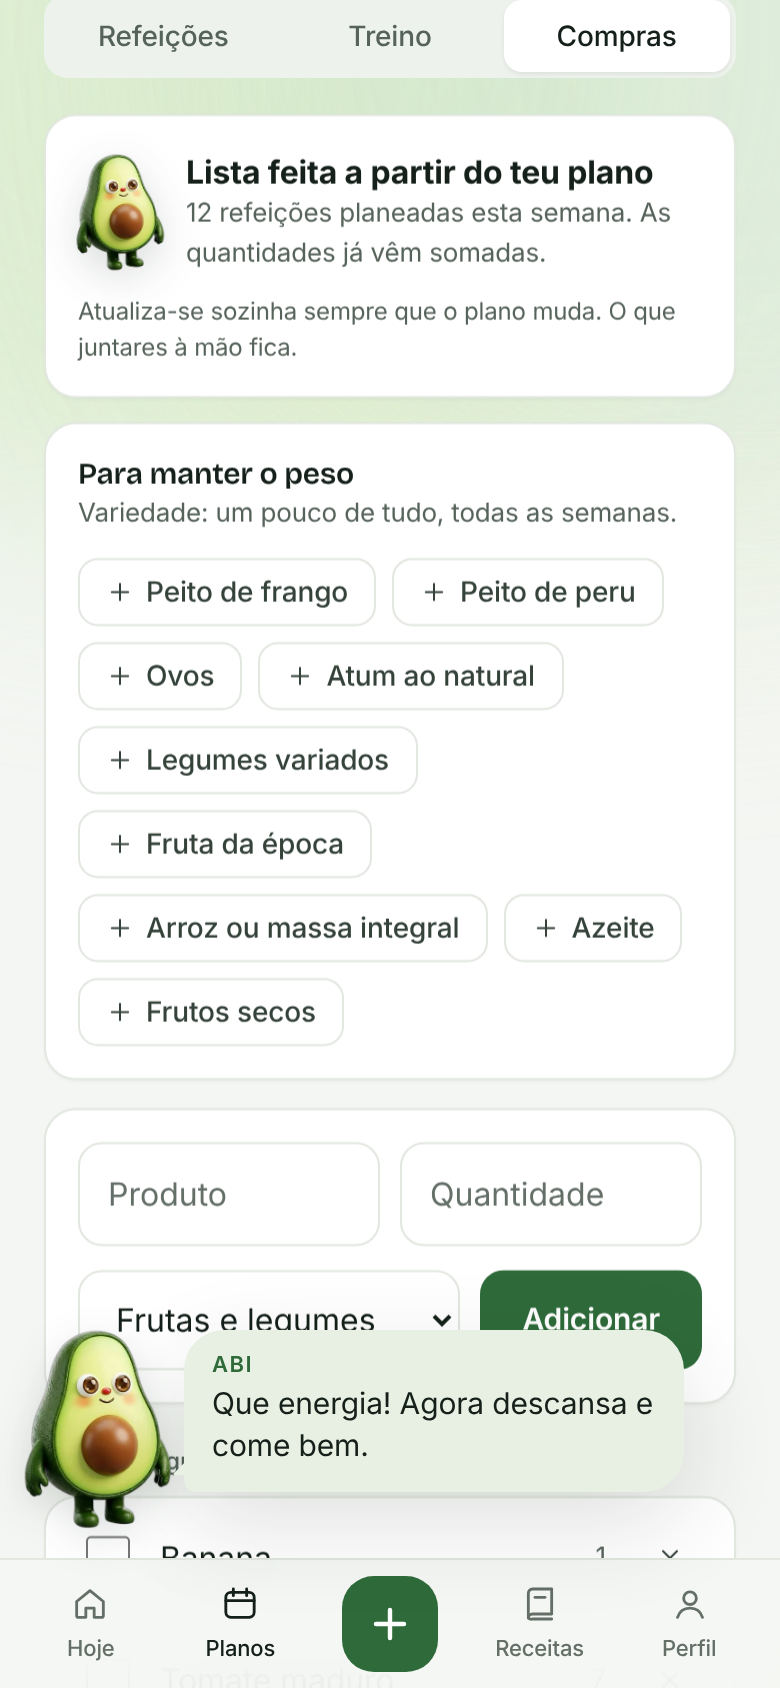 Refeições Treino Compras
Lista feita a partir do teu plano
12 refeições planeadas esta semana. As
quantidades já vêm somadas.
Atualiza-se sozinha sempre que o plano muda. O que
juntares à mão fica.
Para manter o peso
Variedade: um pouco de tudo, todas as semanas.
+ Peito de frango + Peito de peru
+ Ovos + Atum ao natural
+ Legumes variados
+ Fruta da época
+ Arroz ou massa integral + Azeite
+ Frutos secos
Produto Quantidade
Frutas e legumes Adicionar
ABI
Que energia! Agora descansa e
come bem.
Banana 1
Tomate maduro 7
Hoje Planos Receitas Perfil